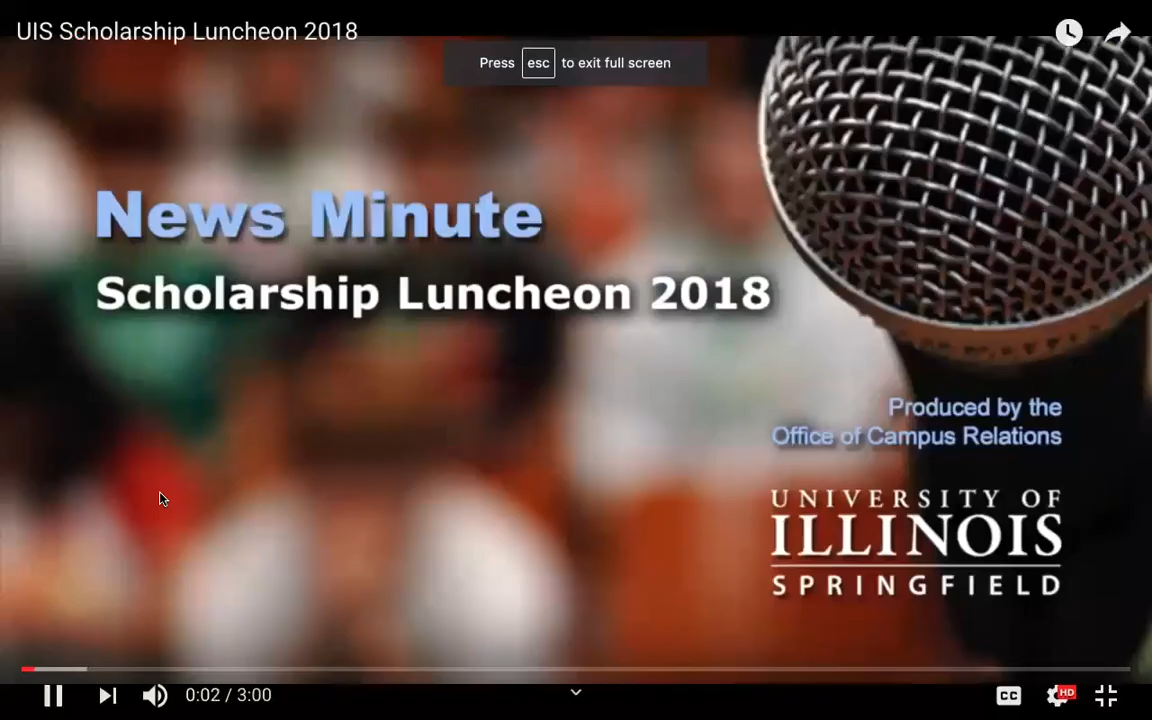 UIS Scholarship Luncheon 2018
Press esc to exit full screen
News Minute
Scholarship Luncheon 2018
Produced by the
Office of Campus Relations
UNIVERSITY OF
ILLINOIS
SPRINGFIELD
0:02 / 3:00
CC
HD